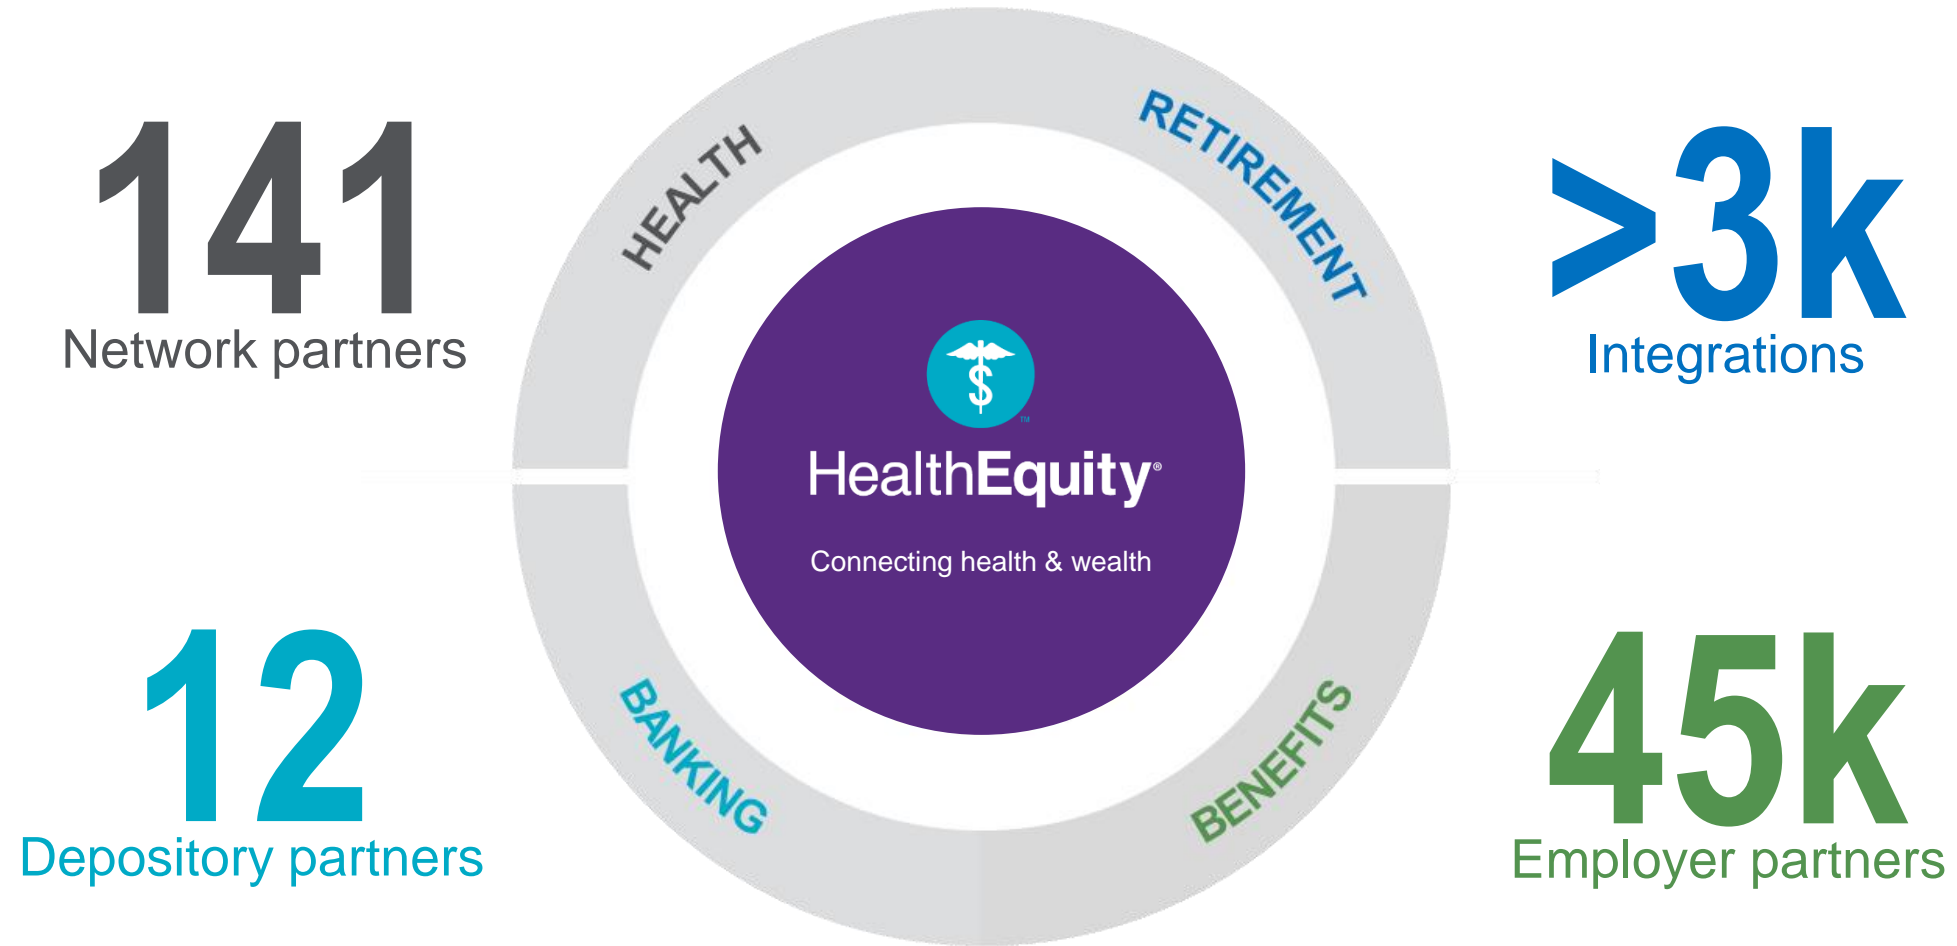 141
Network partners
HEALTH
RETIREMENT
>3k
Integrations
$
TM
HealthEquity®
Connecting health & wealth
12
Depository partners
BANKING
BENEFITS
45k
Employer partners